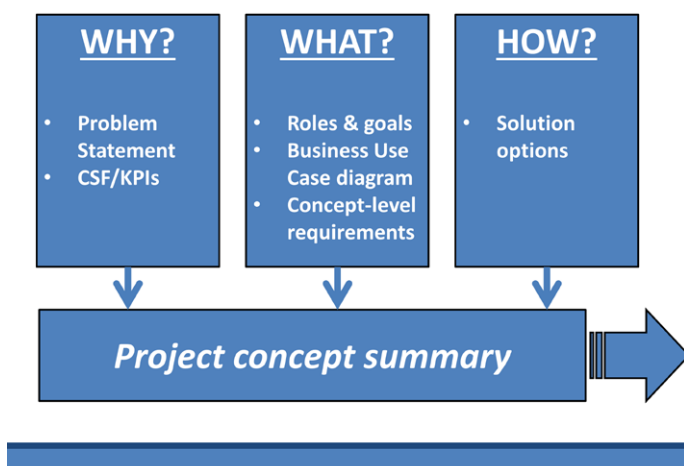 WHY?
• Problem
Statement
• CSF/KPIs
WHAT?
• Roles & goals
• Business Use
Case diagram
• Concept-level
requirements
HOW?
• Solution
options
Project concept summary